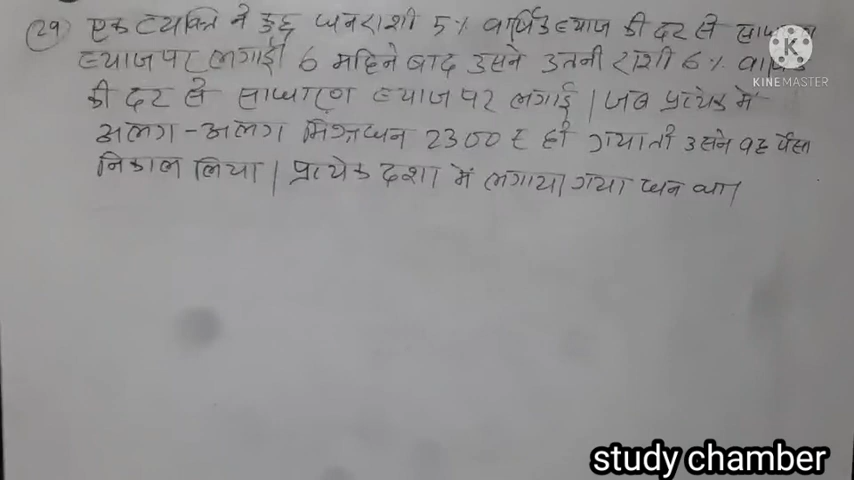 (29) एक व्यक्ति ने कुछ धनराशी 5% वार्षिक ब्याज की दर से
ब्याज पर लगाई 6 महिने बाद उसने उतनी राशी 6%
की दर से साधारण ब्याज पर लगाई | जब प्रत्येक में
अलग-अलग मिश्रधन 2300 ₹ हो गया तो उसने वह पैसा
निकाल लिया | प्रत्येक दशा में लगाया गया धन था |
KINEMASTER
study chamber